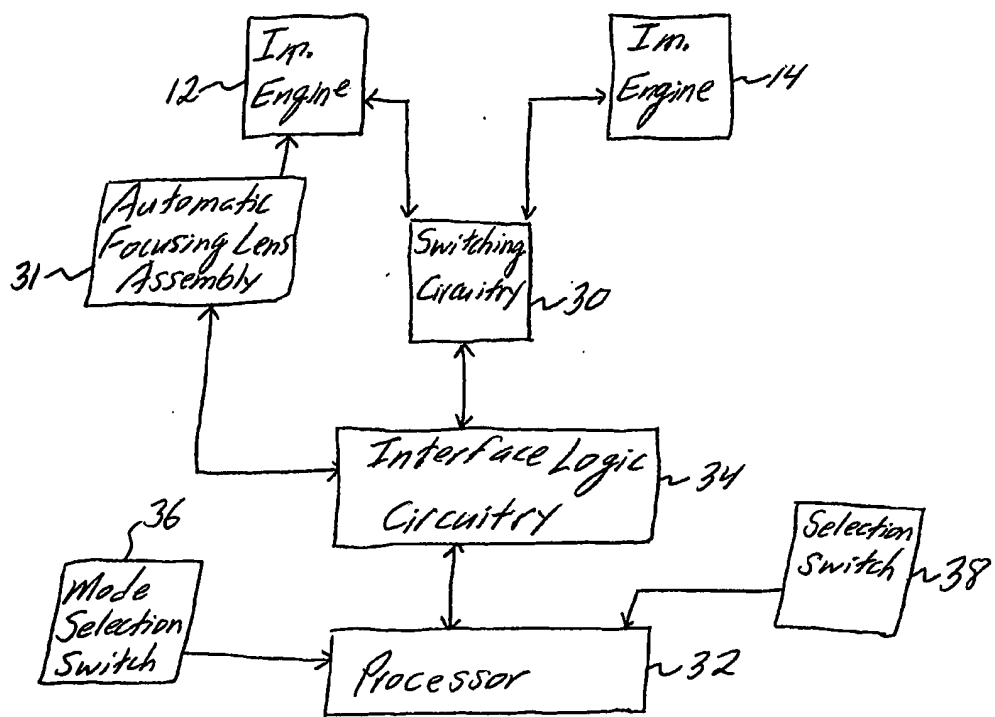 Im.
Engine
12
Im.
Engine
14
Automatic
Focusing Lens
Assembly
31
Switching
Circuitry
30
Interface Logic
Circuitry
34
36
Mode
Selection
Switch
Selection
Switch
38
Processor
32